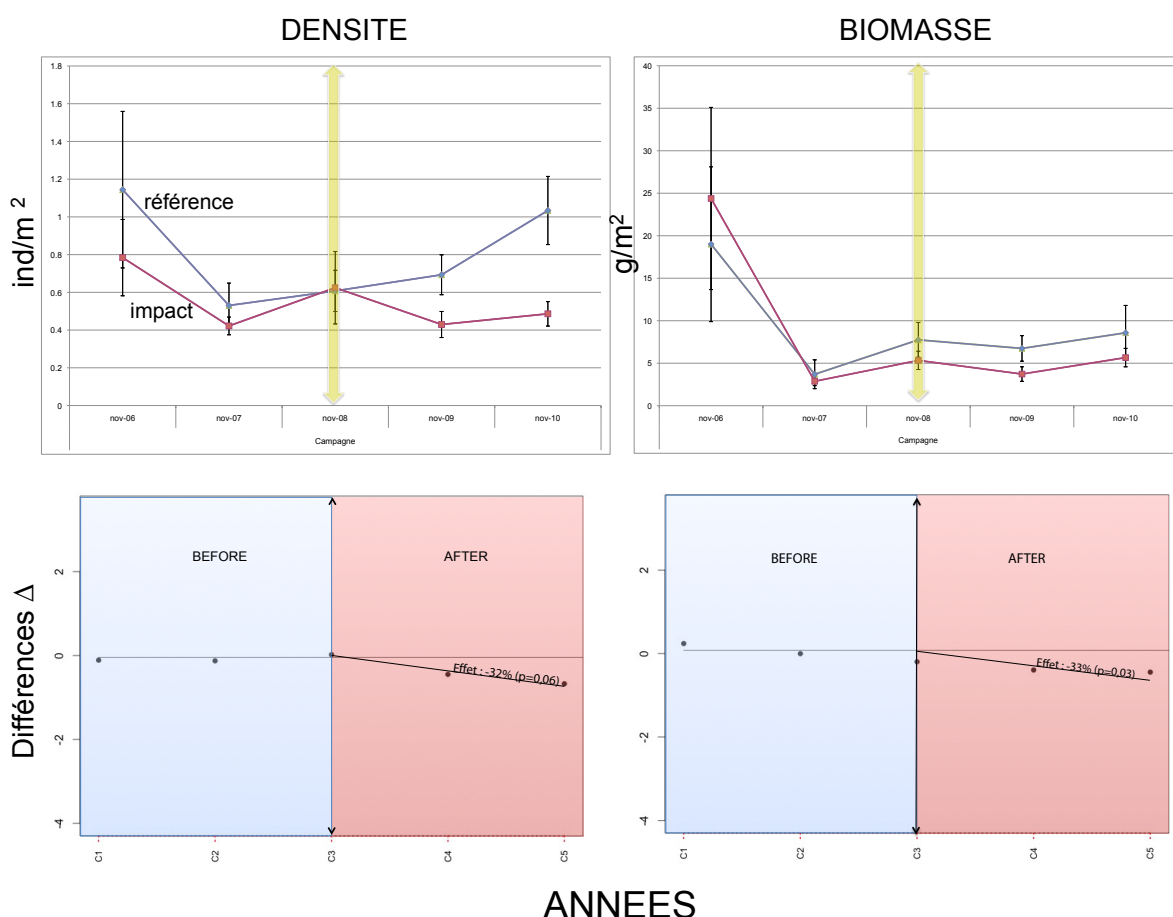 DENSITE
BIOMASSE
1.8
1.6
1.4
1.2
1
0.8
0.6
0.4
0.2
0
ind/m²
référence
impact
nov-06 nov-07 nov-08 nov-09 nov-10
Campagne
40
35
30
25
20
15
10
5
0
g/m²
nov-06 nov-07 nov-08 nov-09 nov-10
Campagne
Différences Δ
2
0
-2
-4
BEFORE
AFTER
Effet : -32% (p=0,06)
C1 C2 C3 C4 C5
2
0
-2
-4
BEFORE
AFTER
Effet : -33% (p=0,03)
C1 C2 C3 C4 C5
ANNEES